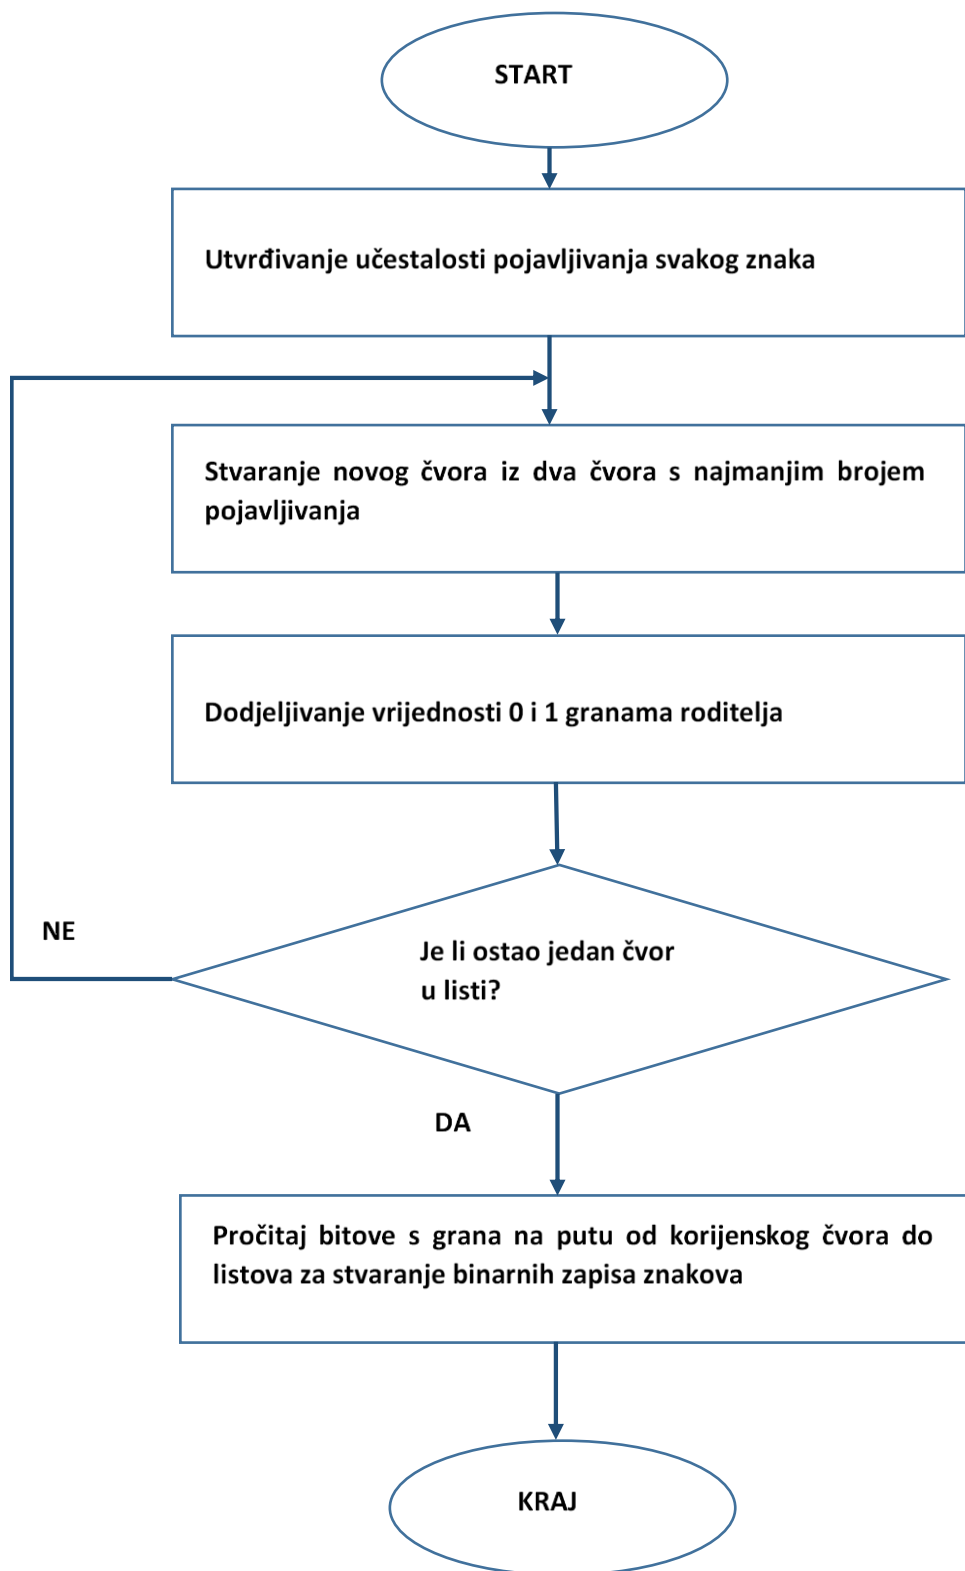 START
Utvrđivanje učestalosti pojavljivanja svakog znaka
Stvaranje novog čvora iz dva čvora s najmanjim brojem
pojavljivanja
Dodjeljivanje vrijednosti 0 i 1 granama roditelja
NE
Je li ostao jedan čvor
u listi?
DA
Pročitaj bitove s grana na putu od korijenskog čvora do
listova za stvaranje binarnih zapisa znakova
KRAJ